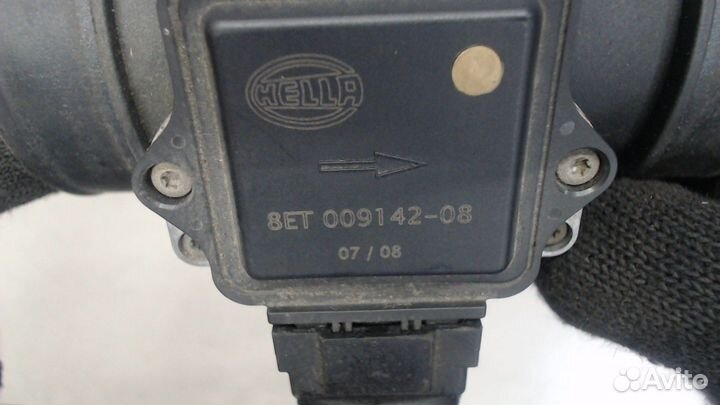 HELLA
8ET 009142-08
07 / 08
Avito